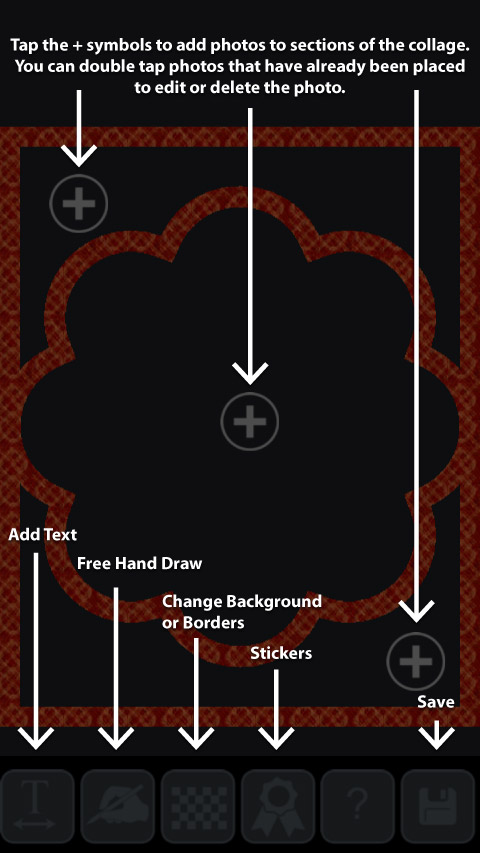 Tap the + symbols to add photos to sections of the collage.
You can double tap photos that have already been placed
to edit or delete the photo.
Add Text
Free Hand Draw
Change Background
or Borders
Stickers
Save
T
?